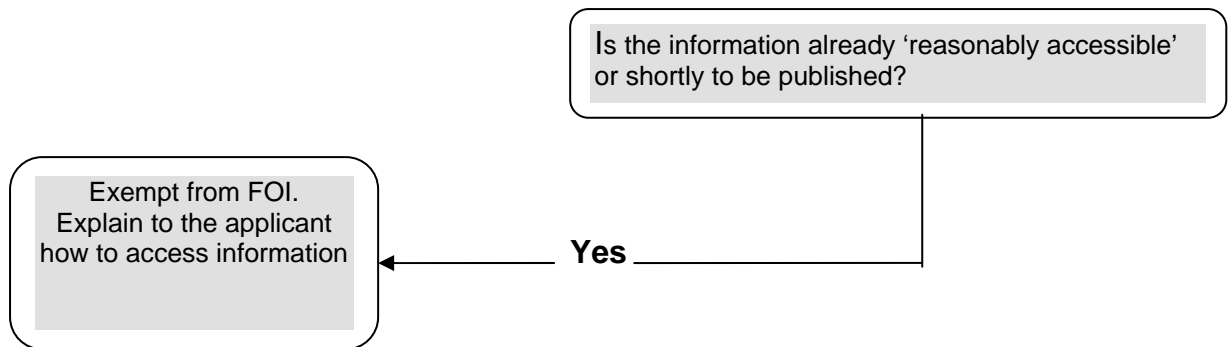 Is the information already ‘reasonably accessible’
or shortly to be published?
Exempt from FOI.
Explain to the applicant
how to access information
Yes